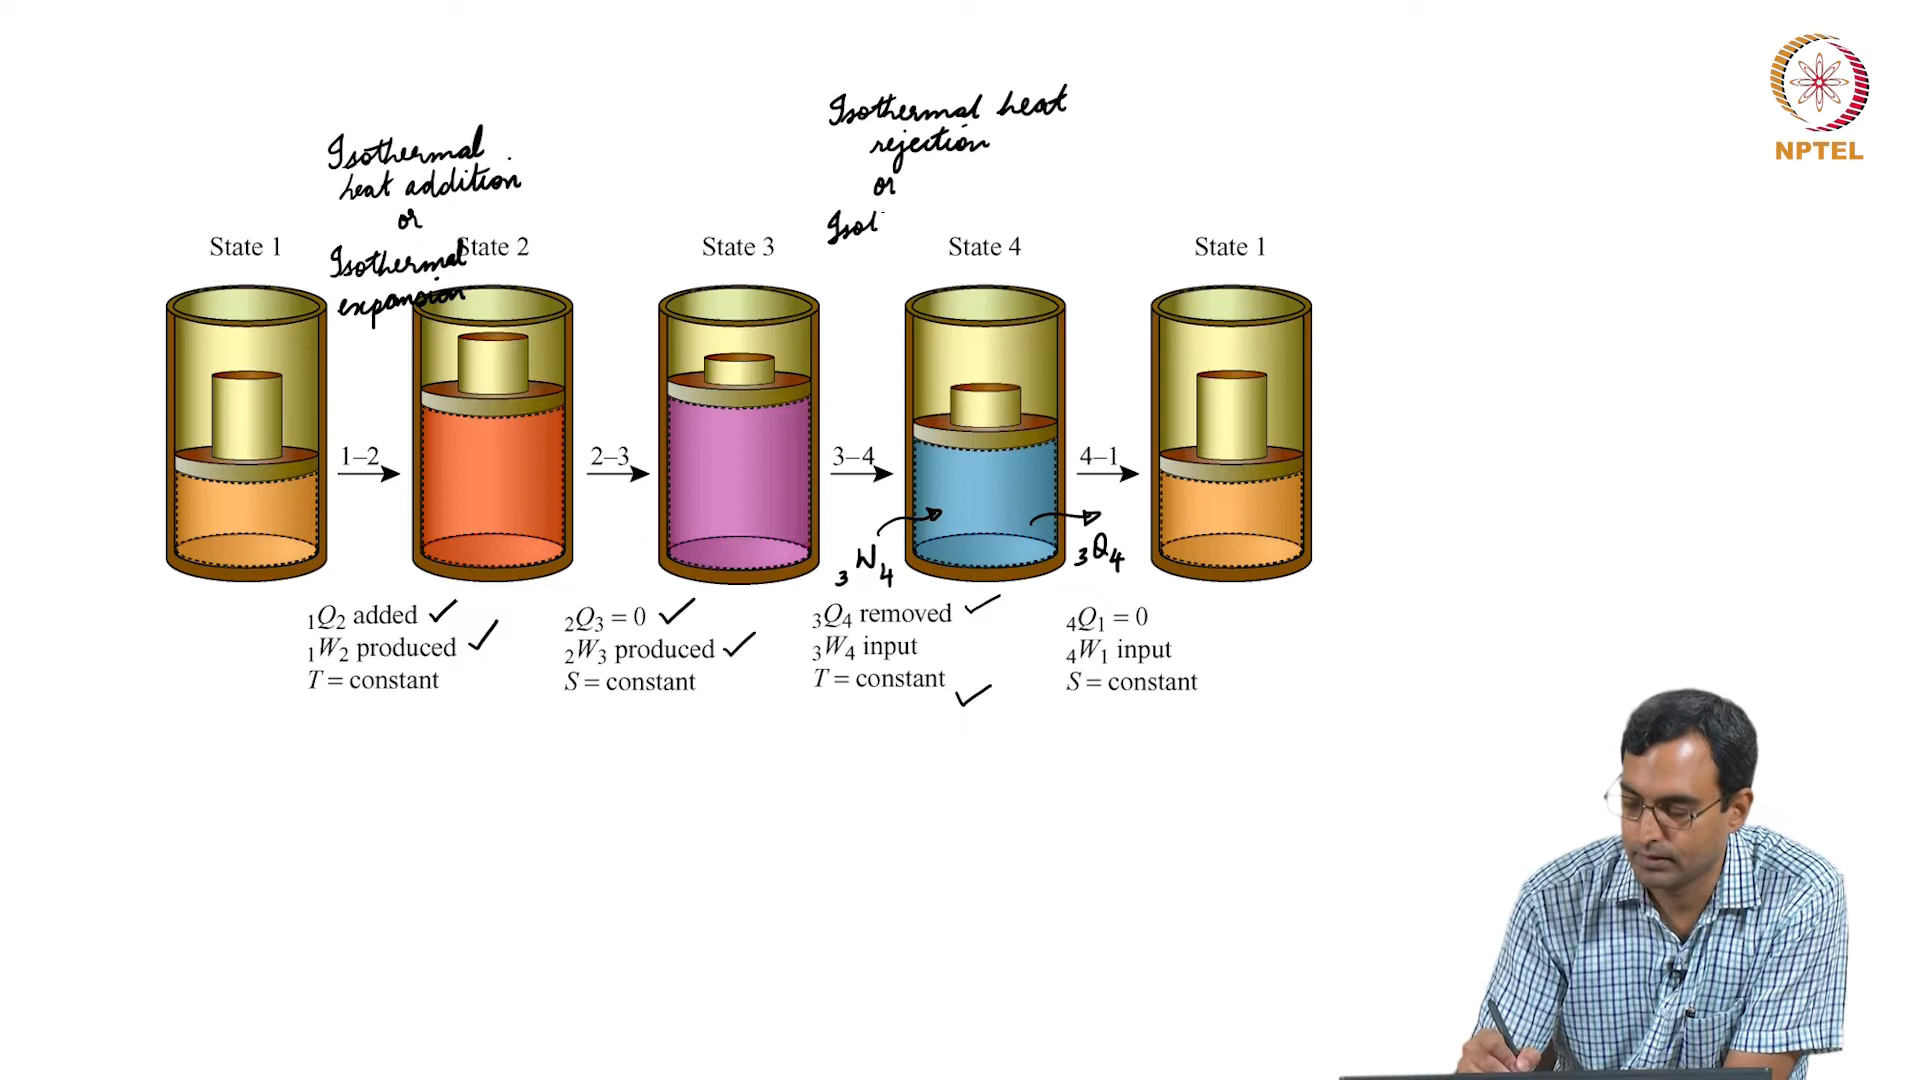 NPTEL
Isothermal
heat addition
or
Isothermal
expansion
Isothermal heat
rejection
or
Isot
State 1
State 2
State 3
State 4
State 1
1–2
2–3
3–4
4–1
₃W₄
₃Q₄
₁Q₂ added ✓
₁W₂ produced ✓
T = constant
₂Q₃ = 0 ✓
₂W₃ produced ✓
S = constant
₃Q₄ removed ✓
₃W₄ input
T = constant ✓
₄Q₁ = 0
₄W₁ input
S = constant